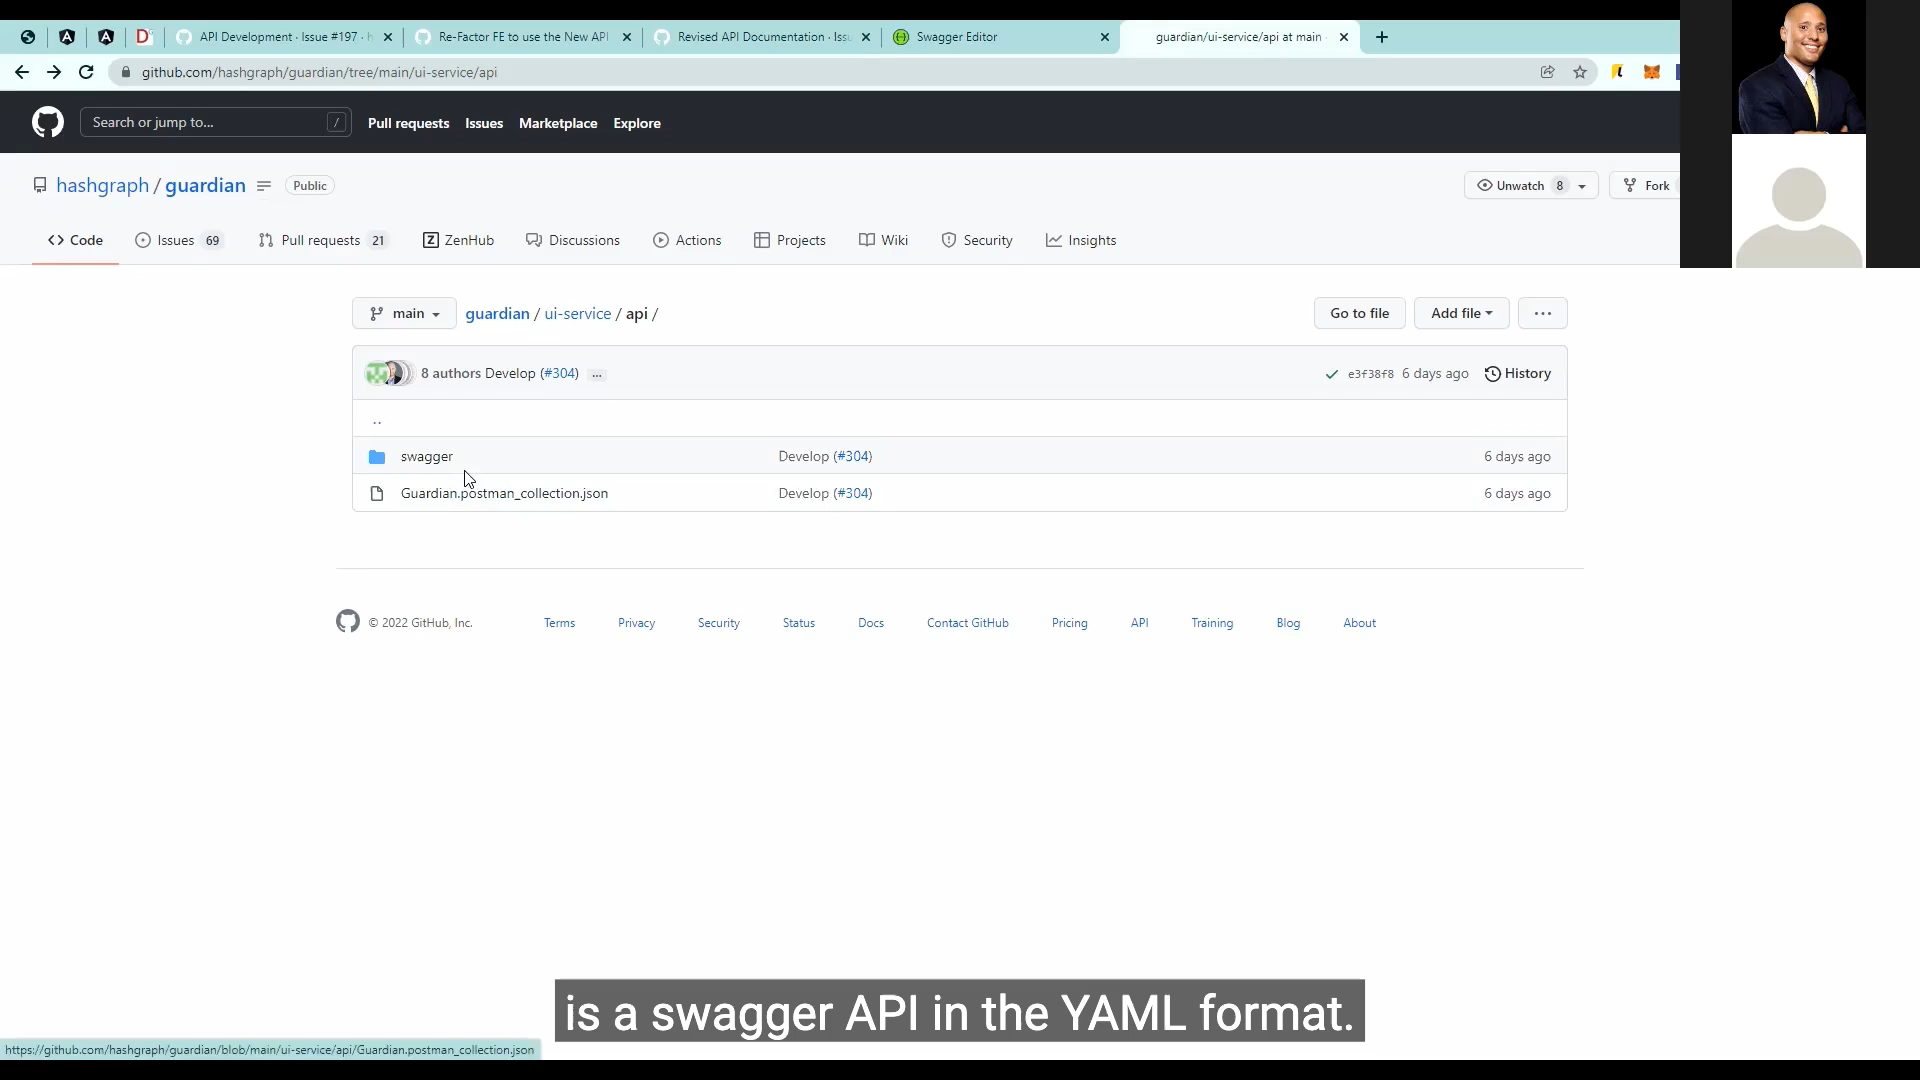 API Development · Issue #197 · h
Re-Factor FE to use the New API
Revised API Documentation · Issu
Swagger Editor
guardian/ui-service/api at main ·
github.com/hashgraph/guardian/tree/main/ui-service/api
Search or jump to... /
Pull requests Issues Marketplace Explore
hashgraph / guardian Public
Unwatch 8 Fork
<> Code Issues 69 Pull requests 21 ZenHub Discussions Actions Projects Wiki Security Insights
main guardian / ui-service / api / Go to file Add file ...
8 authors Develop (#304) ... e3f38f8 6 days ago History
..
swagger Develop (#304) 6 days ago
Guardian.postman_collection.json Develop (#304) 6 days ago
© 2022 GitHub, Inc. Terms Privacy Security Status Docs Contact GitHub Pricing API Training Blog About
is a swagger API in the YAML format.
https://github.com/hashgraph/guardian/blob/main/ui-service/api/Guardian.postman_collection.json